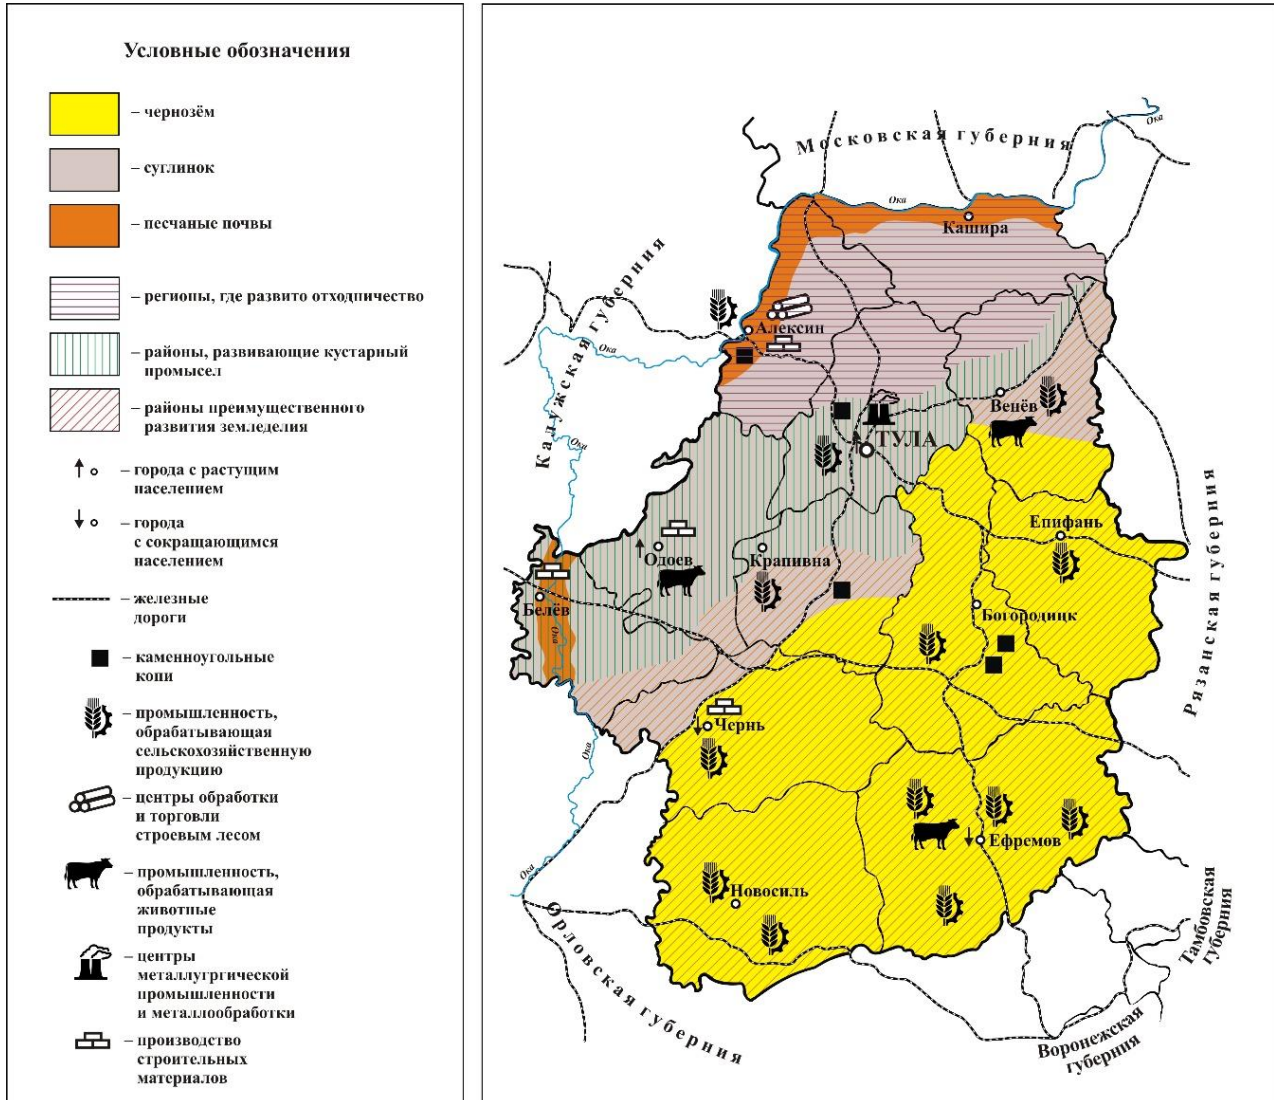 Условные обозначения
– чернозём
– суглинок
– песчаные почвы
– регионы, где развито отходничество
– районы, развивающие кустарный
промысел
– районы преимущественного
развития земледелия
– города с растущим
населением
– города
с сокращающимся
населением
– железные
дороги
– каменноугольные
копи
– промышленность,
обрабатывающая
сельскохозяйственную
продукцию
– центры обработки
и торговли
строевым лесом
– промышленность,
обрабатывающая
животные
продукты
– центры
металлугргической
промышленности
и металлообработки
– производство
строительных
материалов
Московская губерния
Ока
Ока
Кашира
Калужская губерния
Алексин
Ока
Венёв
ТУЛА
Ока
Рязанская губерния
Епифань
Одоев
Крапивна
Белёв
Богородицк
Ока
Чернь
Ока
Ефремов
Ока
Новосиль
Орловская губерния
Тамбовская
губерния
Воронежская
губерния